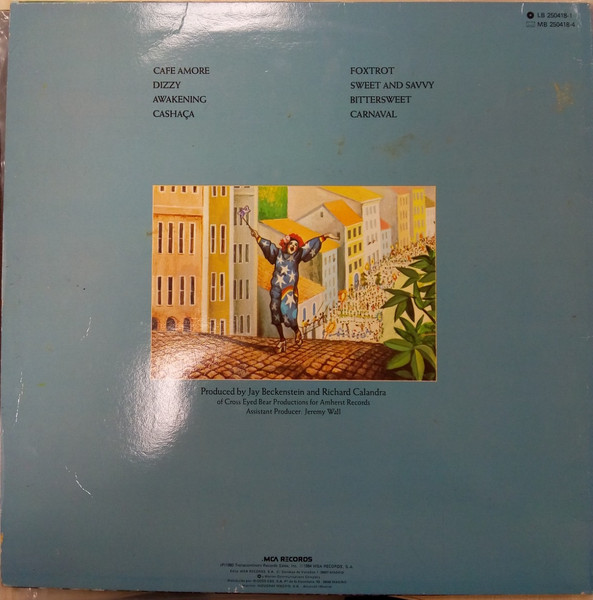 LB 250418-1
MB 250418-4
CAFE AMORE
DIZZY
AWAKENING
CASHAÇA
FOXTROT
SWEET AND SAVVY
BITTERSWEET
CARNAVAL
Produced by Jay Beckenstein and Richard Calandra
of Cross Eyed Bear Productions for Amherst Records
Assistant Producer: Jeremy Wall
MCA RECORDS